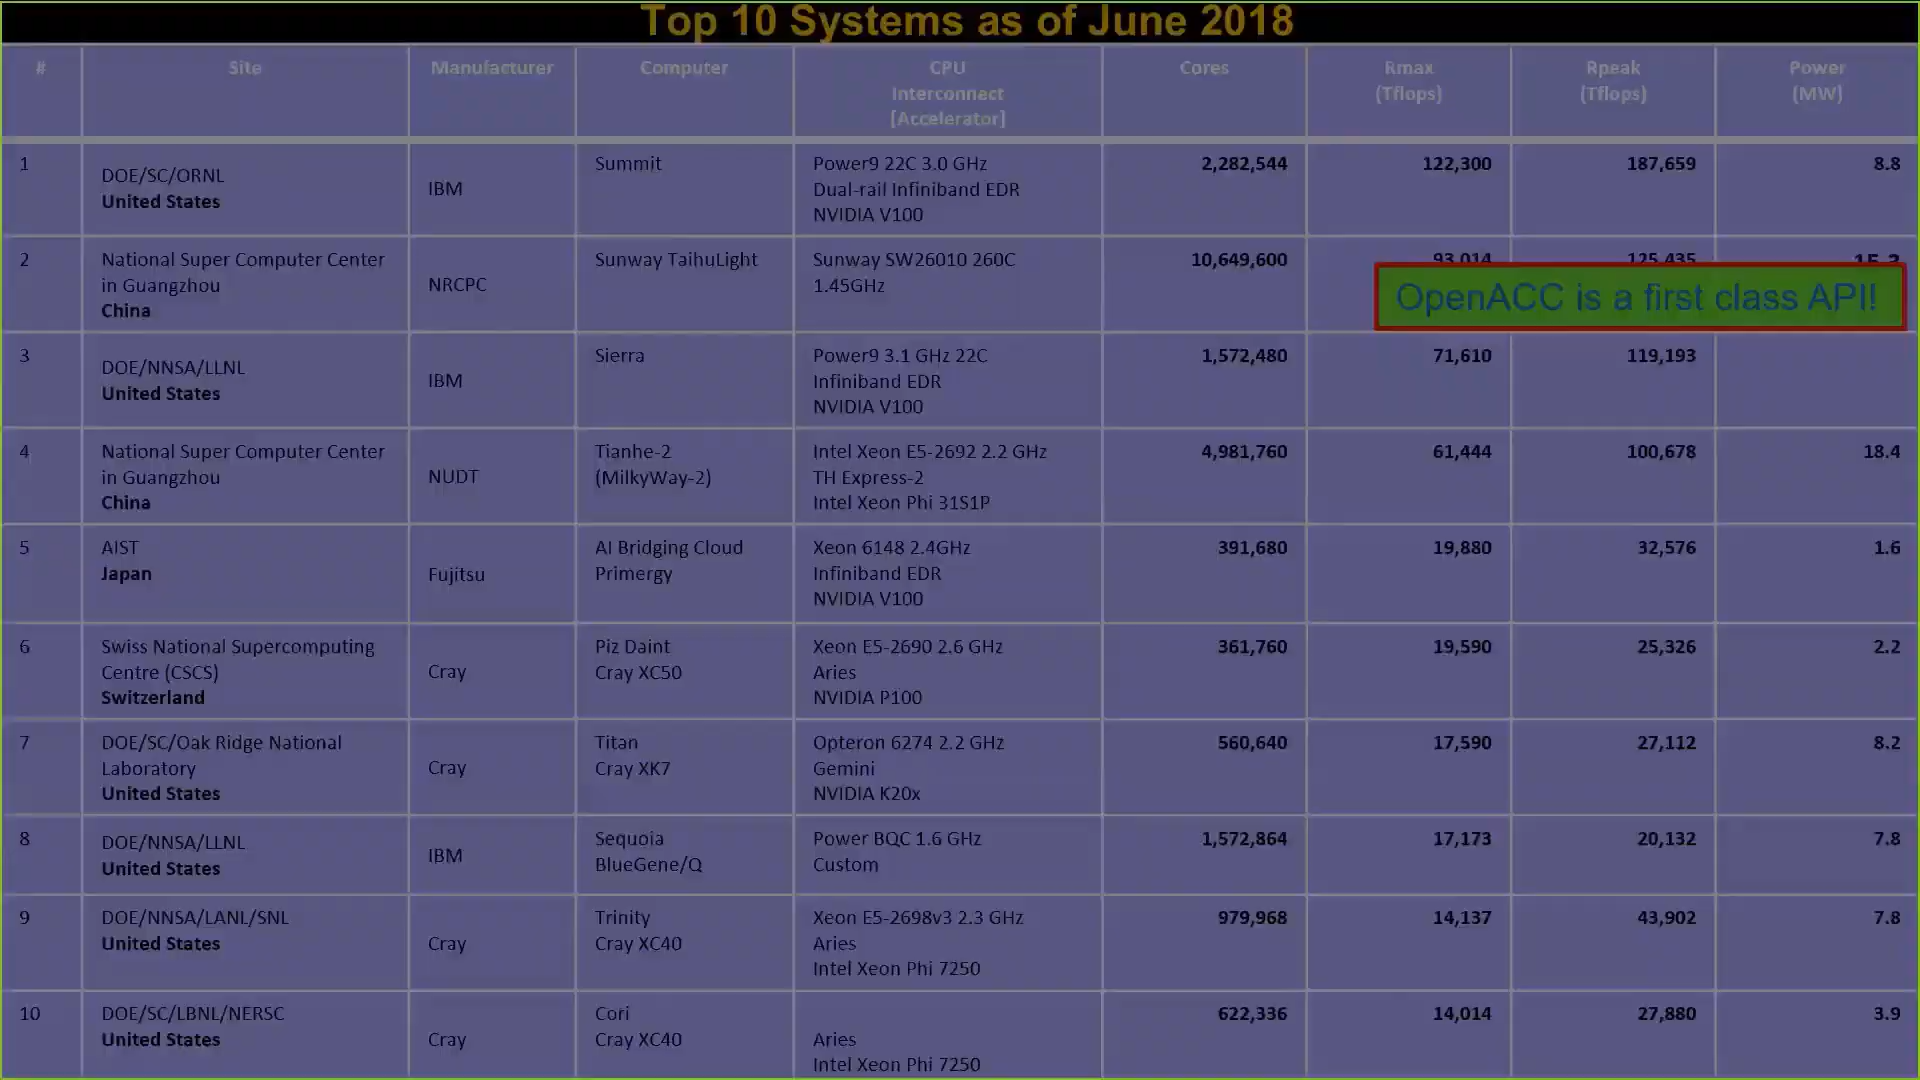 Top 10 Systems as of June 2018
# Site Manufacturer Computer CPU Interconnect [Accelerator] Cores Rmax (Tflops) Rpeak (Tflops) Power (MW)
1 DOE/SC/ORNL United States IBM Summit Power9 22C 3.0 GHz Dual-rail Infiniband EDR NVIDIA V100 2,282,544 122,300 187,659 8.8
2 National Super Computer Center in Guangzhou China NRCPC Sunway TaihuLight Sunway SW26010 260C 1.45GHz 10,649,600 93,014 125,435 15.3
OpenACC is a first class API!
3 DOE/NNSA/LLNL United States IBM Sierra Power9 3.1 GHz 22C Infiniband EDR NVIDIA V100 1,572,480 71,610 119,193
4 National Super Computer Center in Guangzhou China NUDT Tianhe-2 (MilkyWay-2) Intel Xeon E5-2692 2.2 GHz TH Express-2 Intel Xeon Phi 31S1P 4,981,760 61,444 100,678 18.4
5 AIST Japan Fujitsu AI Bridging Cloud Primergy Xeon 6148 2.4GHz Infiniband EDR NVIDIA V100 391,680 19,880 32,576 1.6
6 Swiss National Supercomputing Centre (CSCS) Switzerland Cray Piz Daint Cray XC50 Xeon E5-2690 2.6 GHz Aries NVIDIA P100 361,760 19,590 25,326 2.2
7 DOE/SC/Oak Ridge National Laboratory United States Cray Titan Cray XK7 Opteron 6274 2.2 GHz Gemini NVIDIA K20x 560,640 17,590 27,112 8.2
8 DOE/NNSA/LLNL United States IBM Sequoia BlueGene/Q Power BQC 1.6 GHz Custom 1,572,864 17,173 20,132 7.8
9 DOE/NNSA/LANL/SNL United States Cray Trinity Cray XC40 Xeon E5-2698v3 2.3 GHz Aries Intel Xeon Phi 7250 979,968 14,137 43,902 7.8
10 DOE/SC/LBNL/NERSC United States Cray Cori Cray XC40 Aries Intel Xeon Phi 7250 622,336 14,014 27,880 3.9